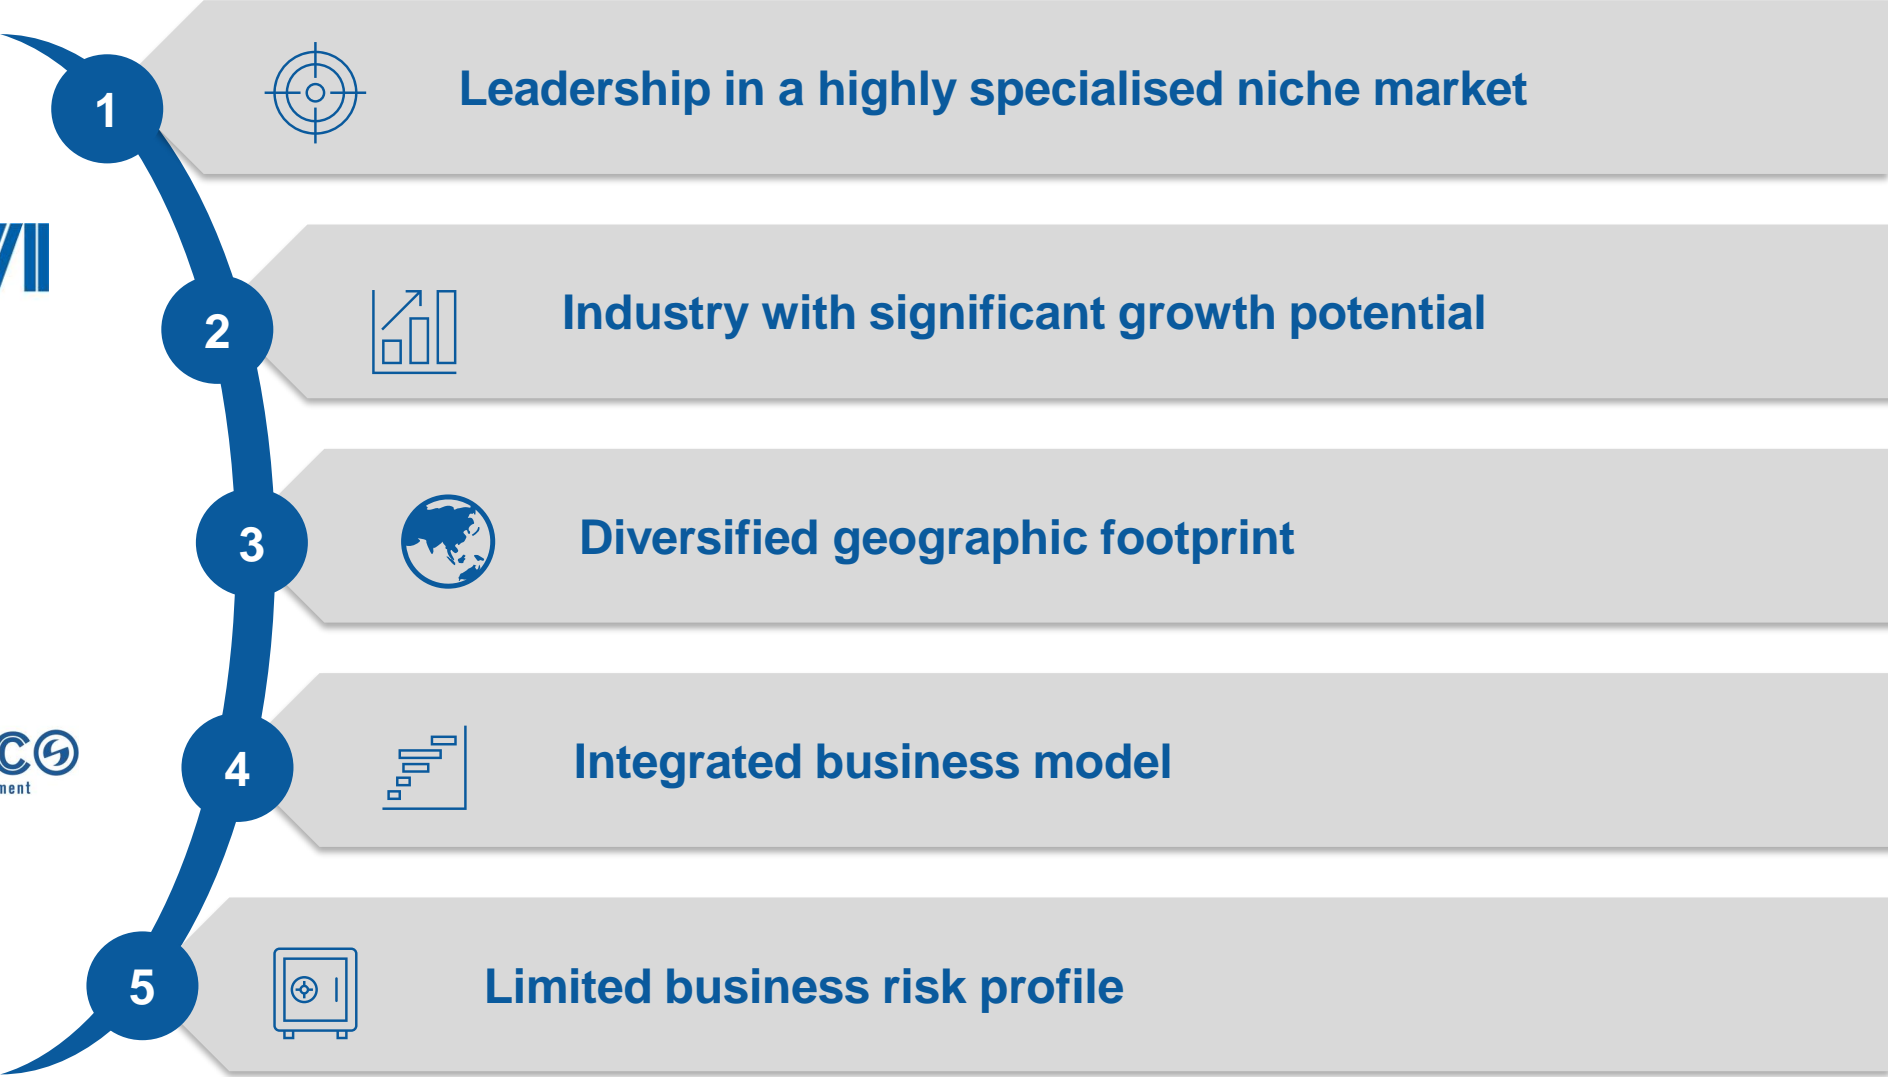 1
Leadership in a highly specialised niche market
2
Industry with significant growth potential
3
Diversified geographic footprint
4
Integrated business model
5
Limited business risk profile